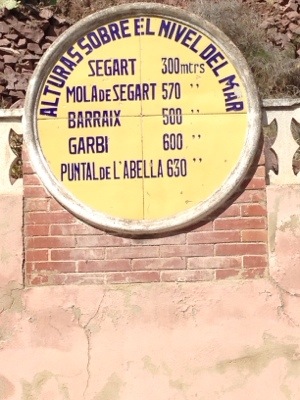 ALTURAS SOBRE EL NIVEL DEL MAR
SEGART 300 mtrs
MOLA DE SEGART 570 "
BARRAIX 500 "
GARBI 600 "
PUNTAL DE L'ABELLA 630 "